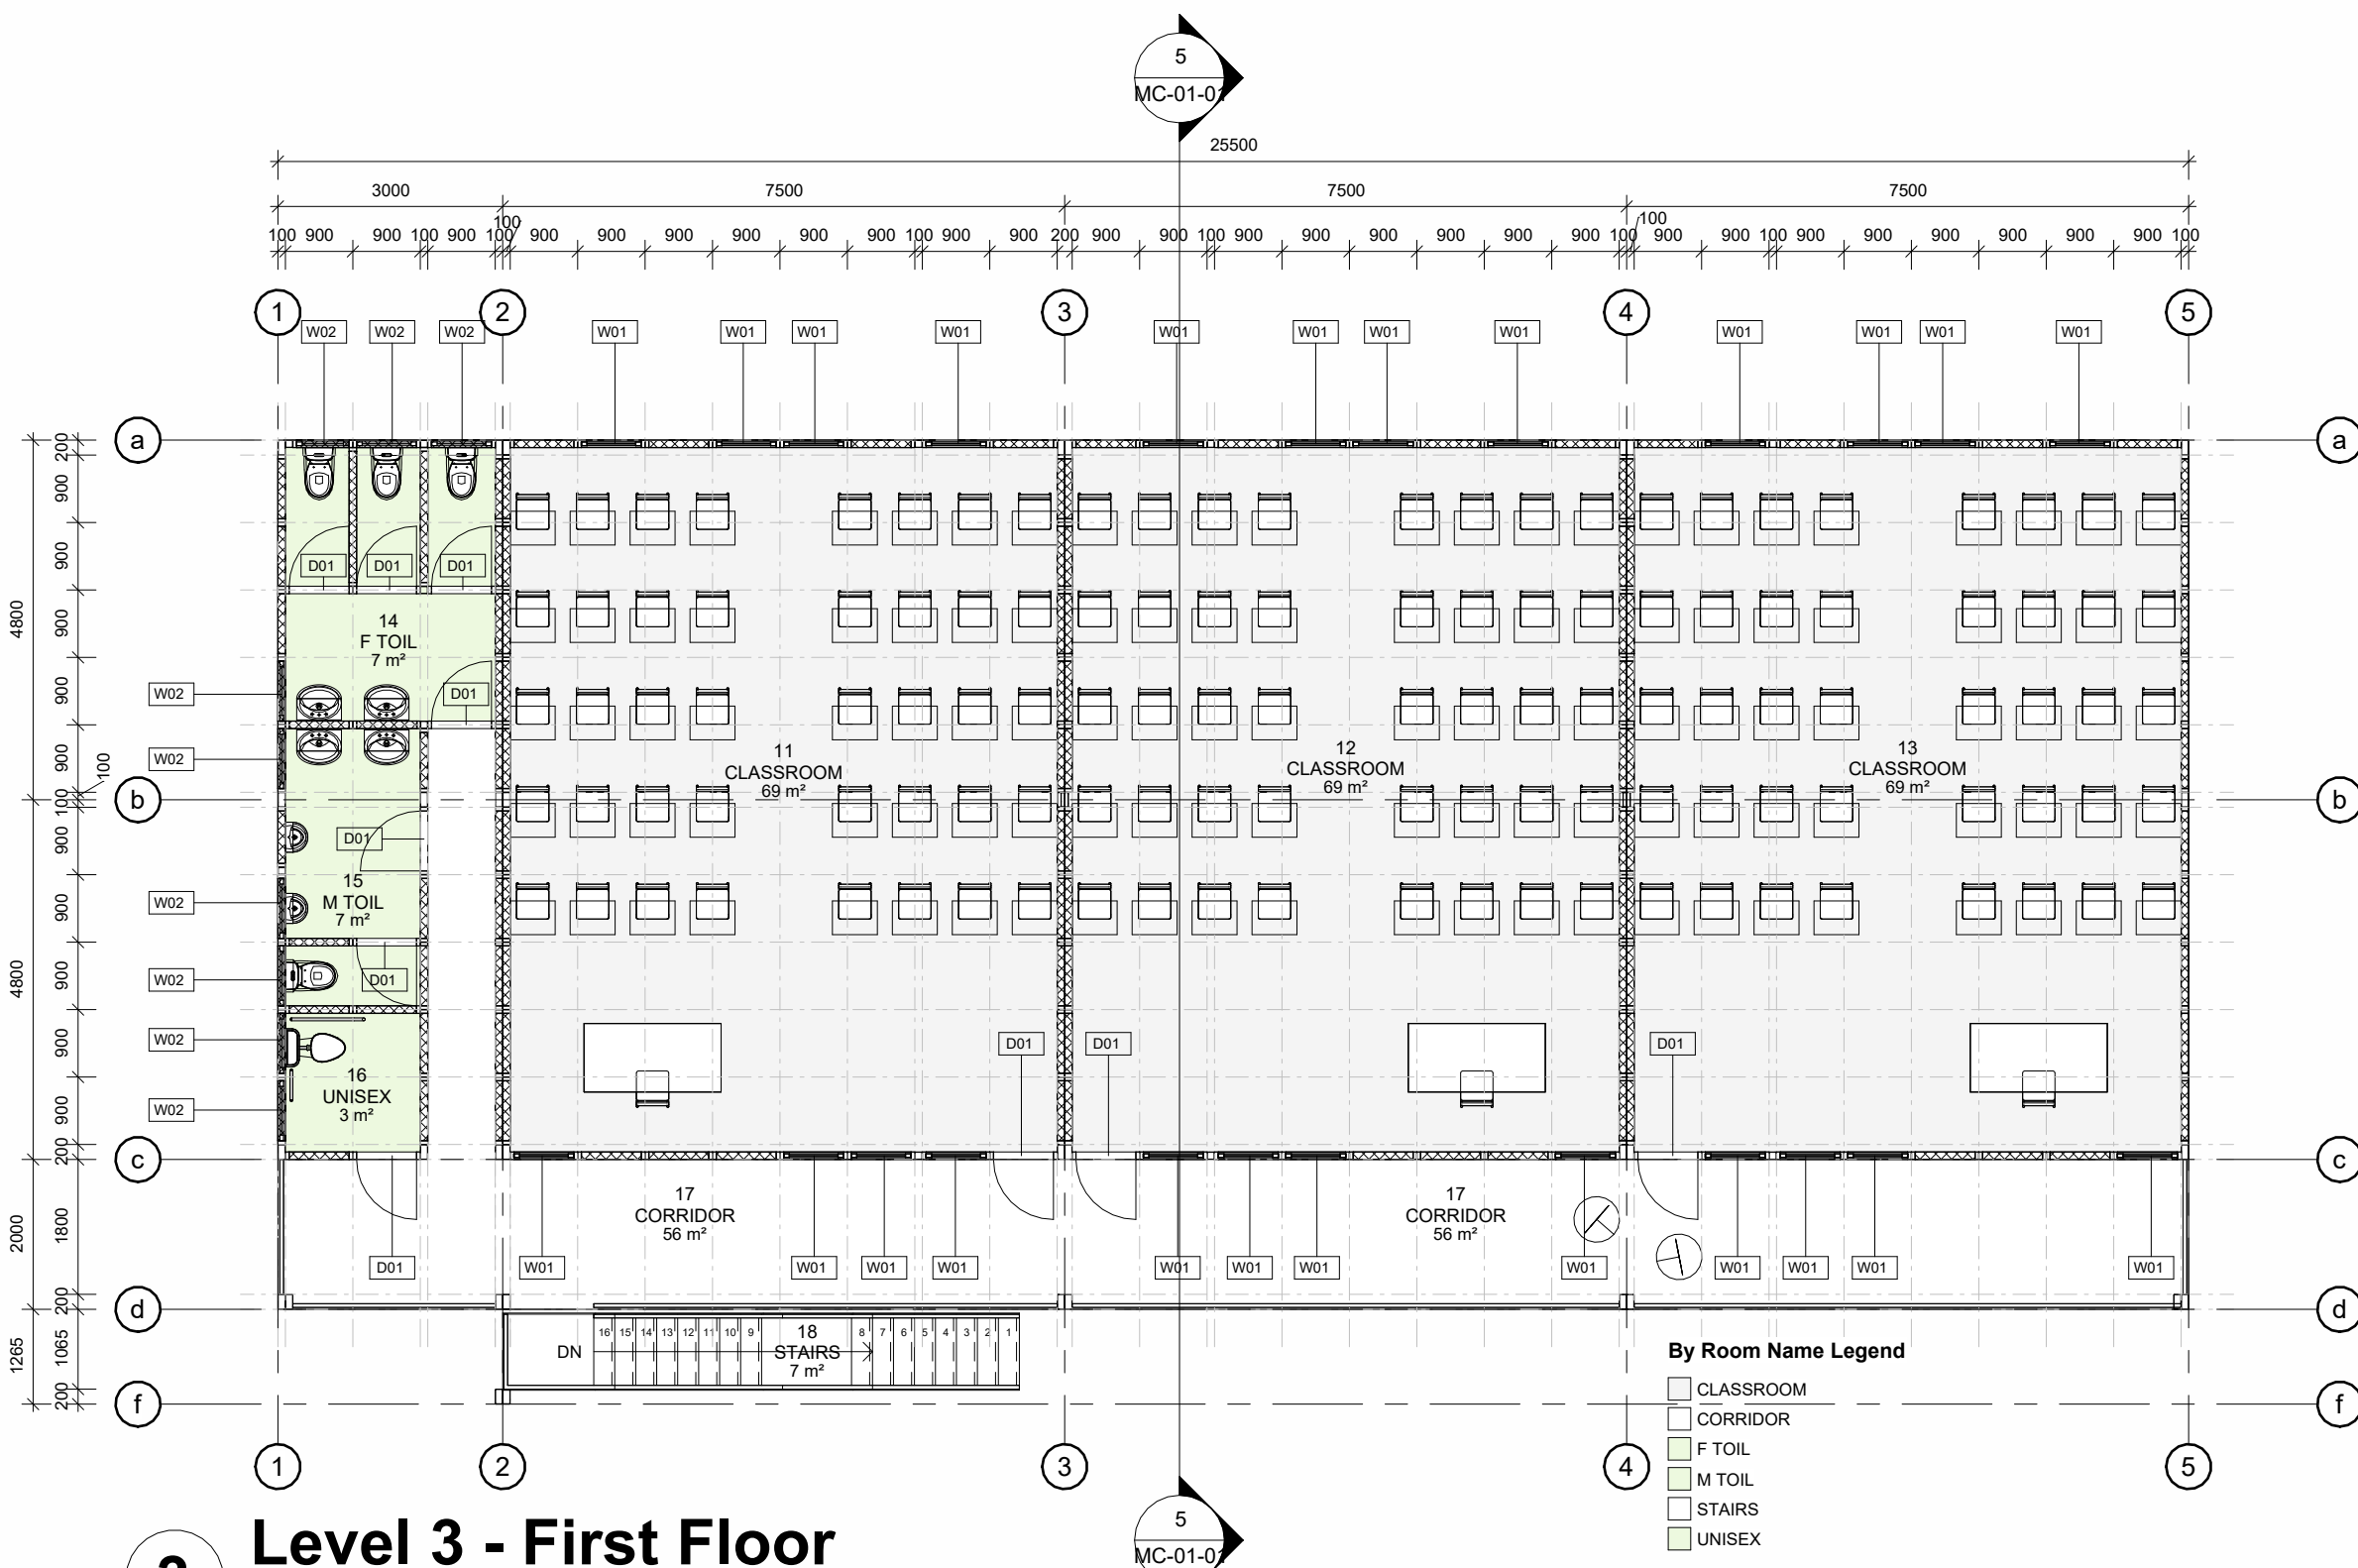 5
MC-01-01
25500
3000 7500 7500 7500
100 100
100 900 900 100 900 100 900 900 900 900 900 900 100 900 900 200 900 900 100 900 900 900 900 900 900 100 900 900 100 900 900 900 900 900 900 100
1 2 3 4 5
W02 W02 W02 W01 W01 W01 W01 W01 W01 W01 W01 W01 W01 W01 W01
a a
200
900
900
D01 D01 D01
4800
900
14
F TOIL
7 m²
W02
900
D01
W02
900
100
11
CLASSROOM
69 m²
12
CLASSROOM
69 m²
13
CLASSROOM
69 m²
b b
100
900
D01
15
M TOIL
7 m²
W02
900
4800
W02
900
D01
W02
900
D01 D01 D01
16
UNISEX
3 m²
W02
900
200
c c
17
CORRIDOR
56 m²
17
CORRIDOR
56 m²
2000
1800
D01 W01 W01 W01 W01 W01 W01 W01 W01 W01 W01 W01 W01
200
d d
1265
1065
DN
16 15 14 13 12 11 10 9
18
STAIRS
7 m²
8 7 6 5 4 3 2 1
200
f f
By Room Name Legend
CLASSROOM
CORRIDOR
F TOIL
M TOIL
STAIRS
UNISEX
1 2 3 4 5
5
MC-01-01
Level 3 - First Floor